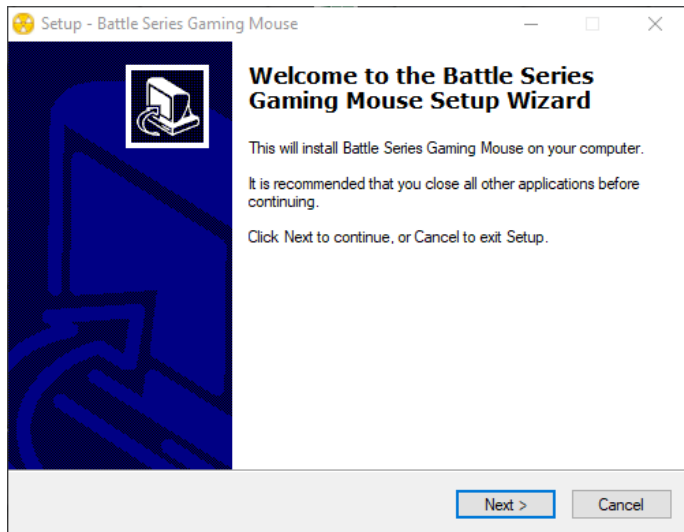 Setup - Battle Series Gaming Mouse
Welcome to the Battle Series
Gaming Mouse Setup Wizard
This will install Battle Series Gaming Mouse on your computer.
It is recommended that you close all other applications before
continuing.
Click Next to continue, or Cancel to exit Setup.
Next >
Cancel